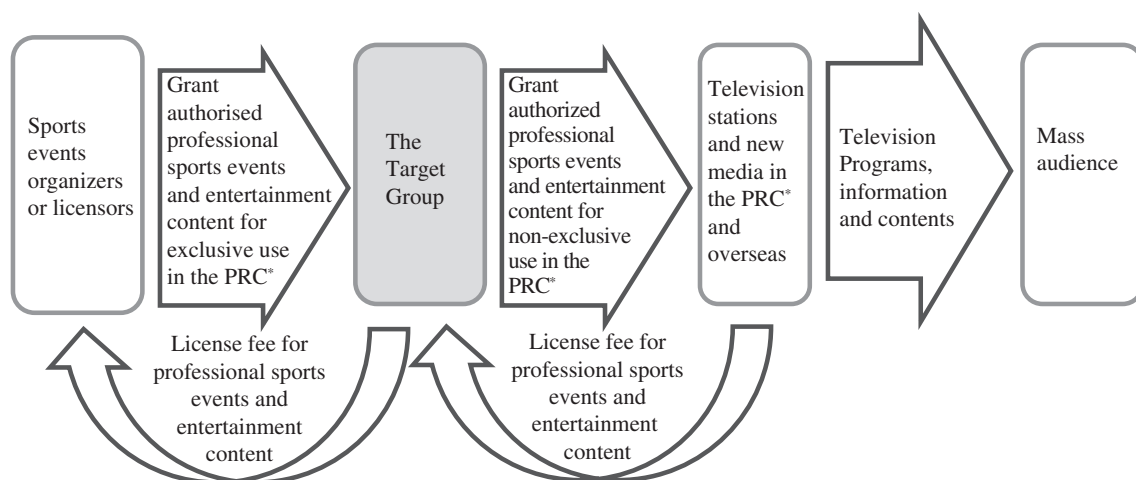 Sports
events
organizers
or licensors
Grant
authorised
professional
sports events
and entertainment
content for
exclusive use
in the PRC*
The
Target
Group
Grant
authorized
professional
sports events
and entertainment
content for
non-exclusive
use in the
PRC*
Television
stations
and new
media in
the PRC*
and
overseas
Television
Programs,
information
and contents
Mass
audience
License fee for
professional sports
events and
entertainment
content
License fee for
professional sports
events and
entertainment
content